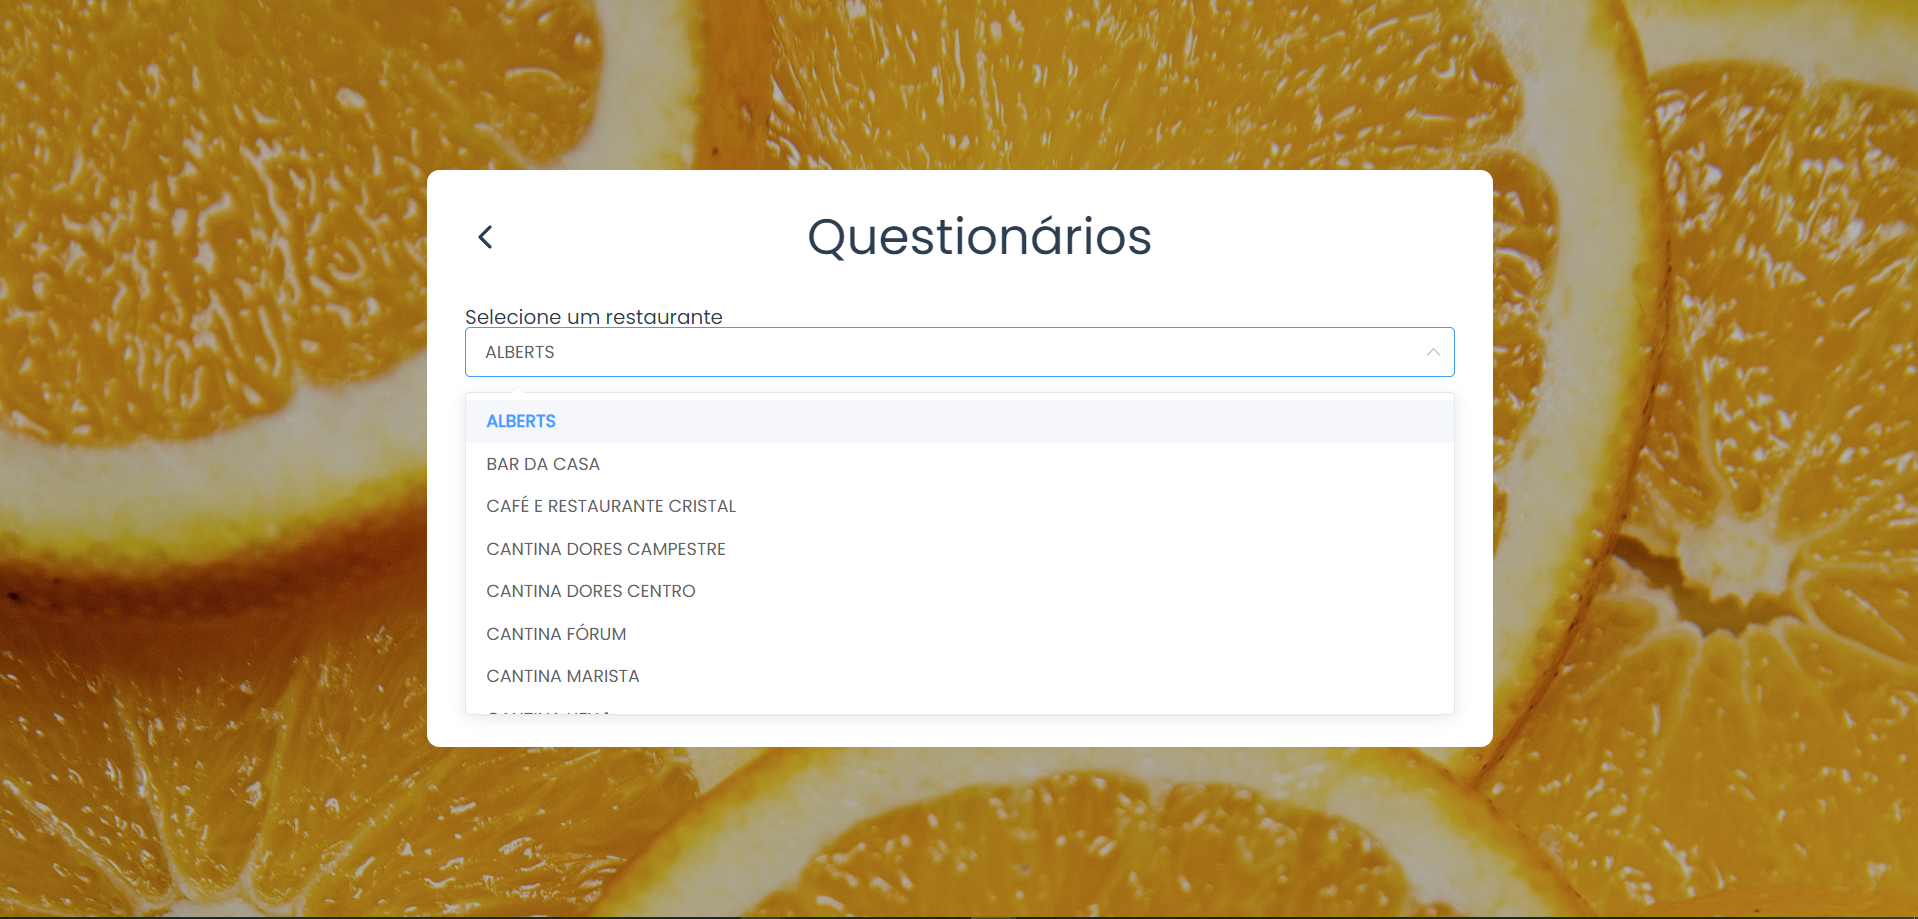 Questionários
Selecione um restaurante
ALBERTS
ALBERTS
BAR DA CASA
CAFÉ E RESTAURANTE CRISTAL
CANTINA DORES CAMPESTRE
CANTINA DORES CENTRO
CANTINA FÓRUM
CANTINA MARISTA